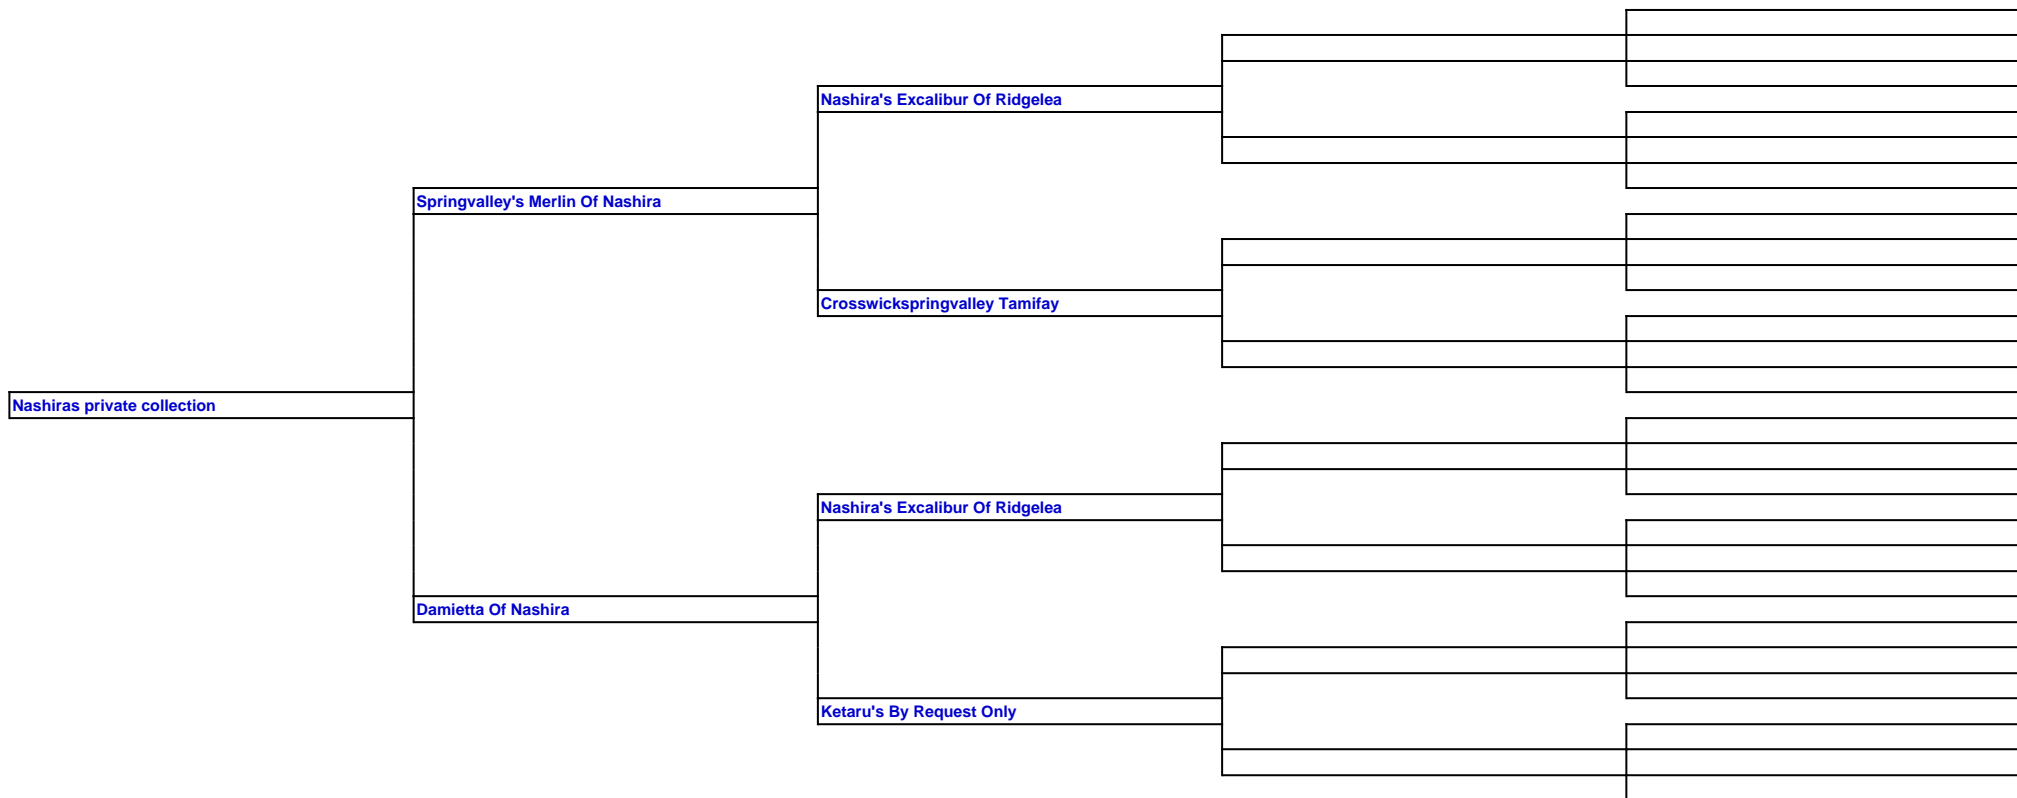 Nashira's Excalibur Of Ridgelea
Springvalley's Merlin Of Nashira
Crosswickspringvalley Tamifay
Nashiras private collection
Nashira's Excalibur Of Ridgelea
Damietta Of Nashira
Ketaru's By Request Only